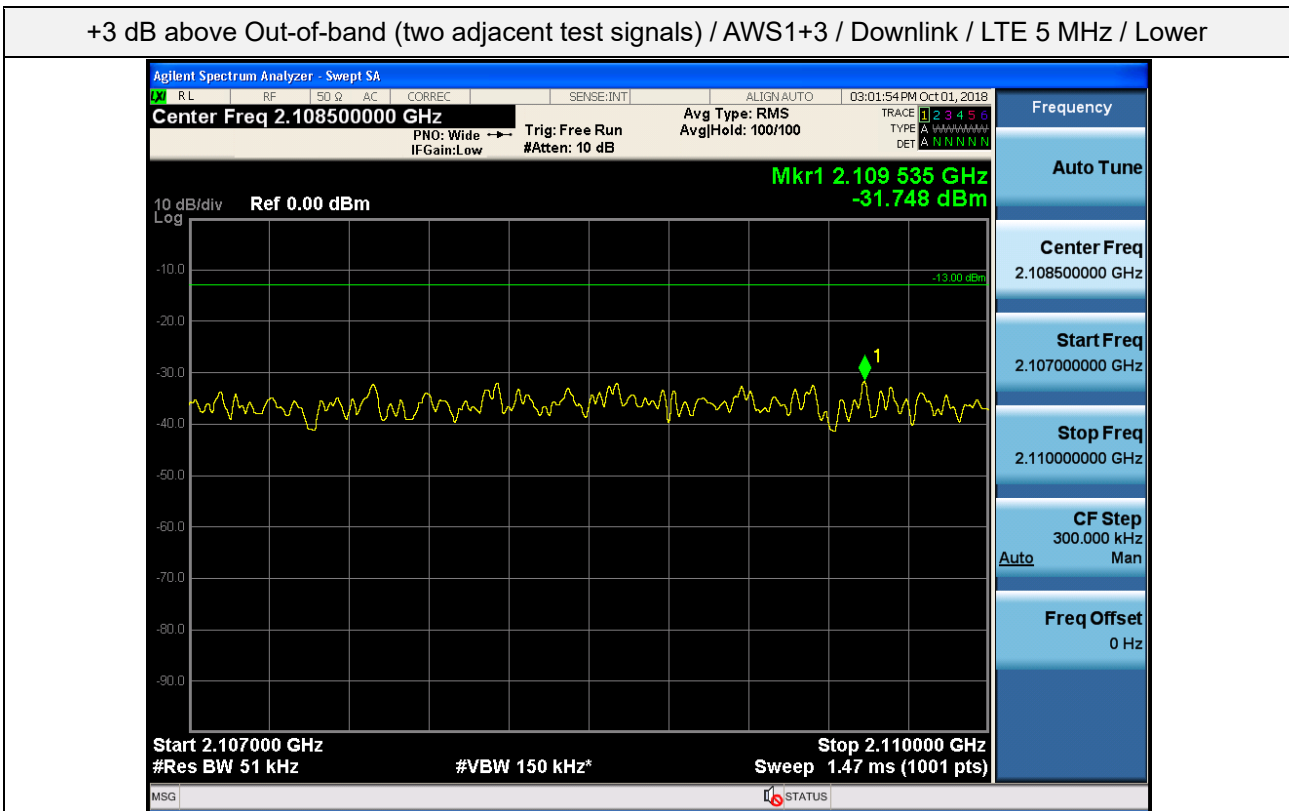 +3 dB above Out-of-band (two adjacent test signals) / AWS1+3 / Downlink / LTE 5 MHz / Lower
Agilent Spectrum Analyzer - Swept SA
LXI RL RF 50 Ω AC CORREC SENSE:INT ALIGN AUTO 03:01:54 PM Oct 01, 2018
Center Freq 2.108500000 GHz
PNO: Wide
IFGain:Low
Trig: Free Run
#Atten: 10 dB
Avg Type: RMS
Avg|Hold: 100/100
TRACE 1 2 3 4 5 6
TYPE A WWWWW
DET A N N N N N
Mkr1 2.109 535 GHz
-31.748 dBm
10 dB/div Ref 0.00 dBm
Log
-10.0
-13.00 dBm
-20.0
1
-30.0
-40.0
-50.0
-60.0
-70.0
-80.0
-90.0
Start 2.107000 GHz
Stop 2.110000 GHz
#Res BW 51 kHz
#VBW 150 kHz*
Sweep 1.47 ms (1001 pts)
MSG
STATUS
Frequency
Auto Tune
Center Freq
2.108500000 GHz
Start Freq
2.107000000 GHz
Stop Freq
2.110000000 GHz
CF Step
300.000 kHz
Auto Man
Freq Offset
0 Hz